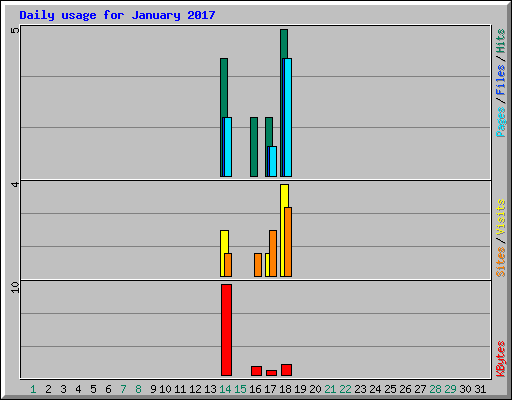 Daily usage for January 2017
5
4
10
Pages/Files/Hits
Sites/Visits
KBytes
1 2 3 4 5 6 7 8 9 10 11 12 13 14 15 16 17 18 19 20 21 22 23 24 25 26 27 28 29 30 31